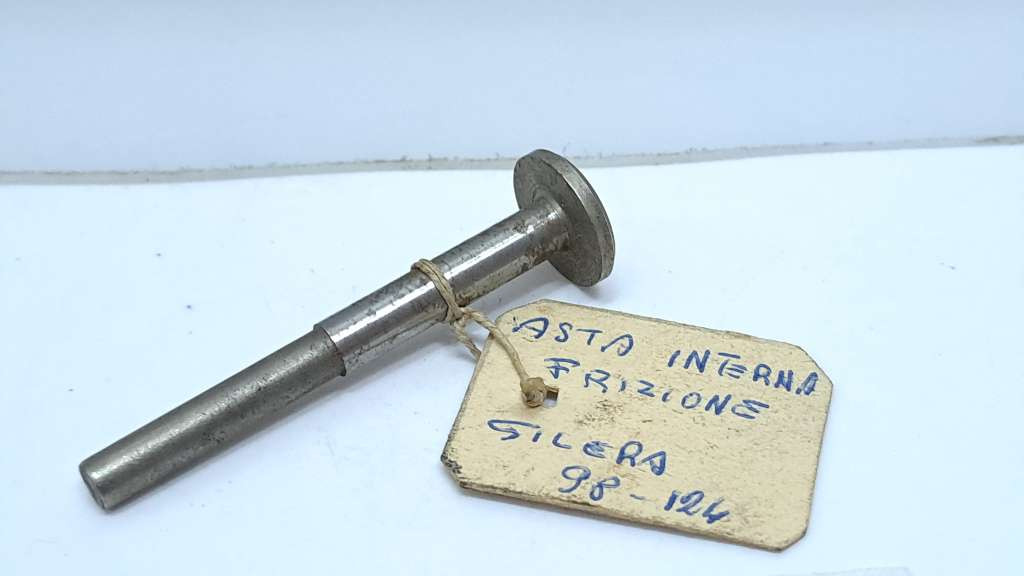 ASTA INTERNA
FRIZIONE
GILERA
98-124